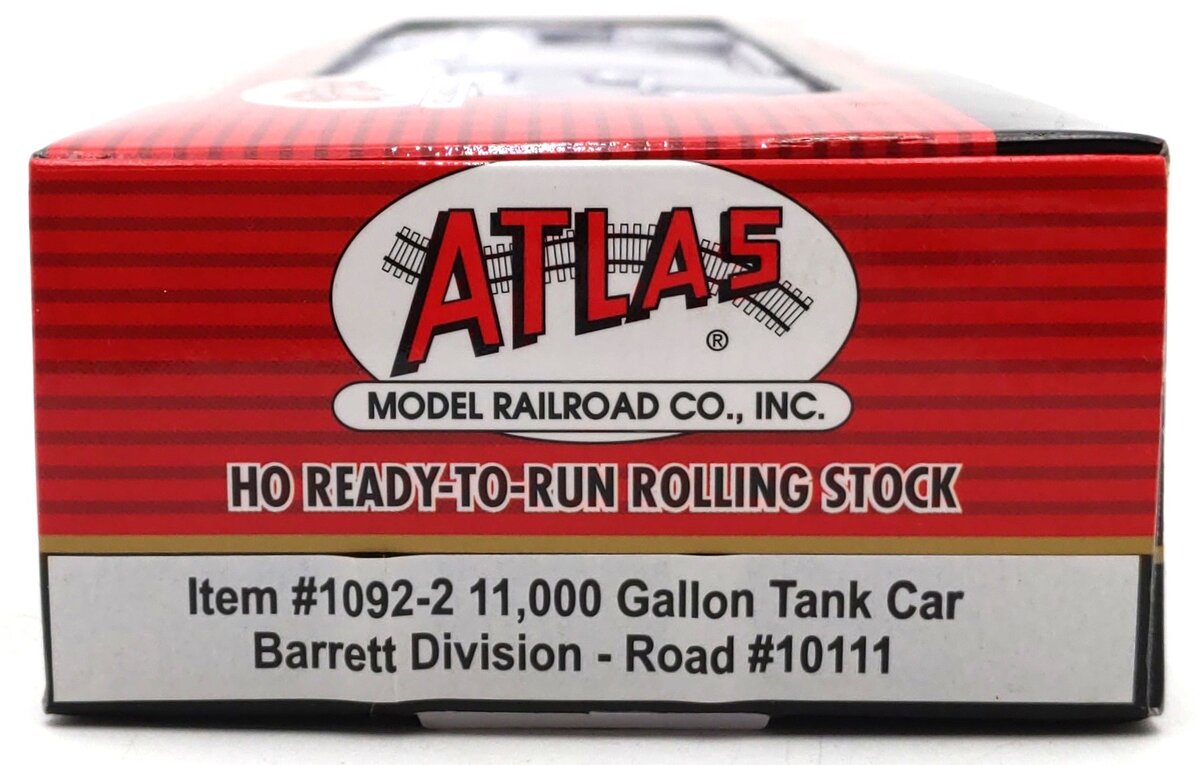 ATLAS
®
MODEL RAILROAD CO., INC.
HO READY-TO-RUN ROLLING STOCK
Item #1092-2 11,000 Gallon Tank Car
Barrett Division - Road #10111